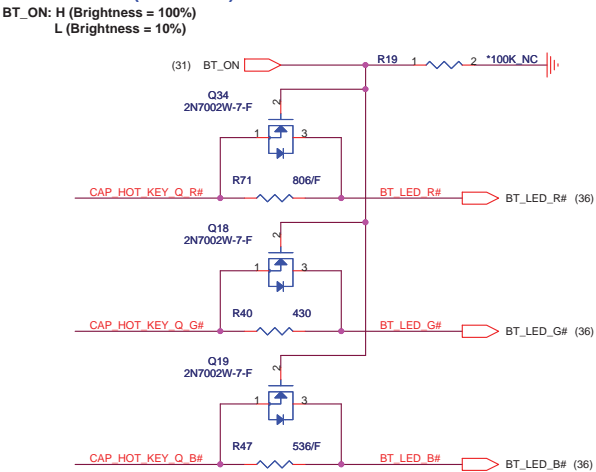 BT_ON: H (Brightness = 100%)
L (Brightness = 10%)
(31) BT_ON
R19 1 2 *100K_NC
Q34
2N7002W-7-F
2
1 3
R71 806/F
CAP_HOT_KEY_Q_R# BT_LED_R# BT_LED_R# (36)
Q18
2N7002W-7-F
2
1 3
R40 430
CAP_HOT_KEY_Q_G# BT_LED_G# BT_LED_G# (36)
Q19
2N7002W-7-F
2
1 3
R47 536/F
CAP_HOT_KEY_Q_B# BT_LED_B# BT_LED_B# (36)